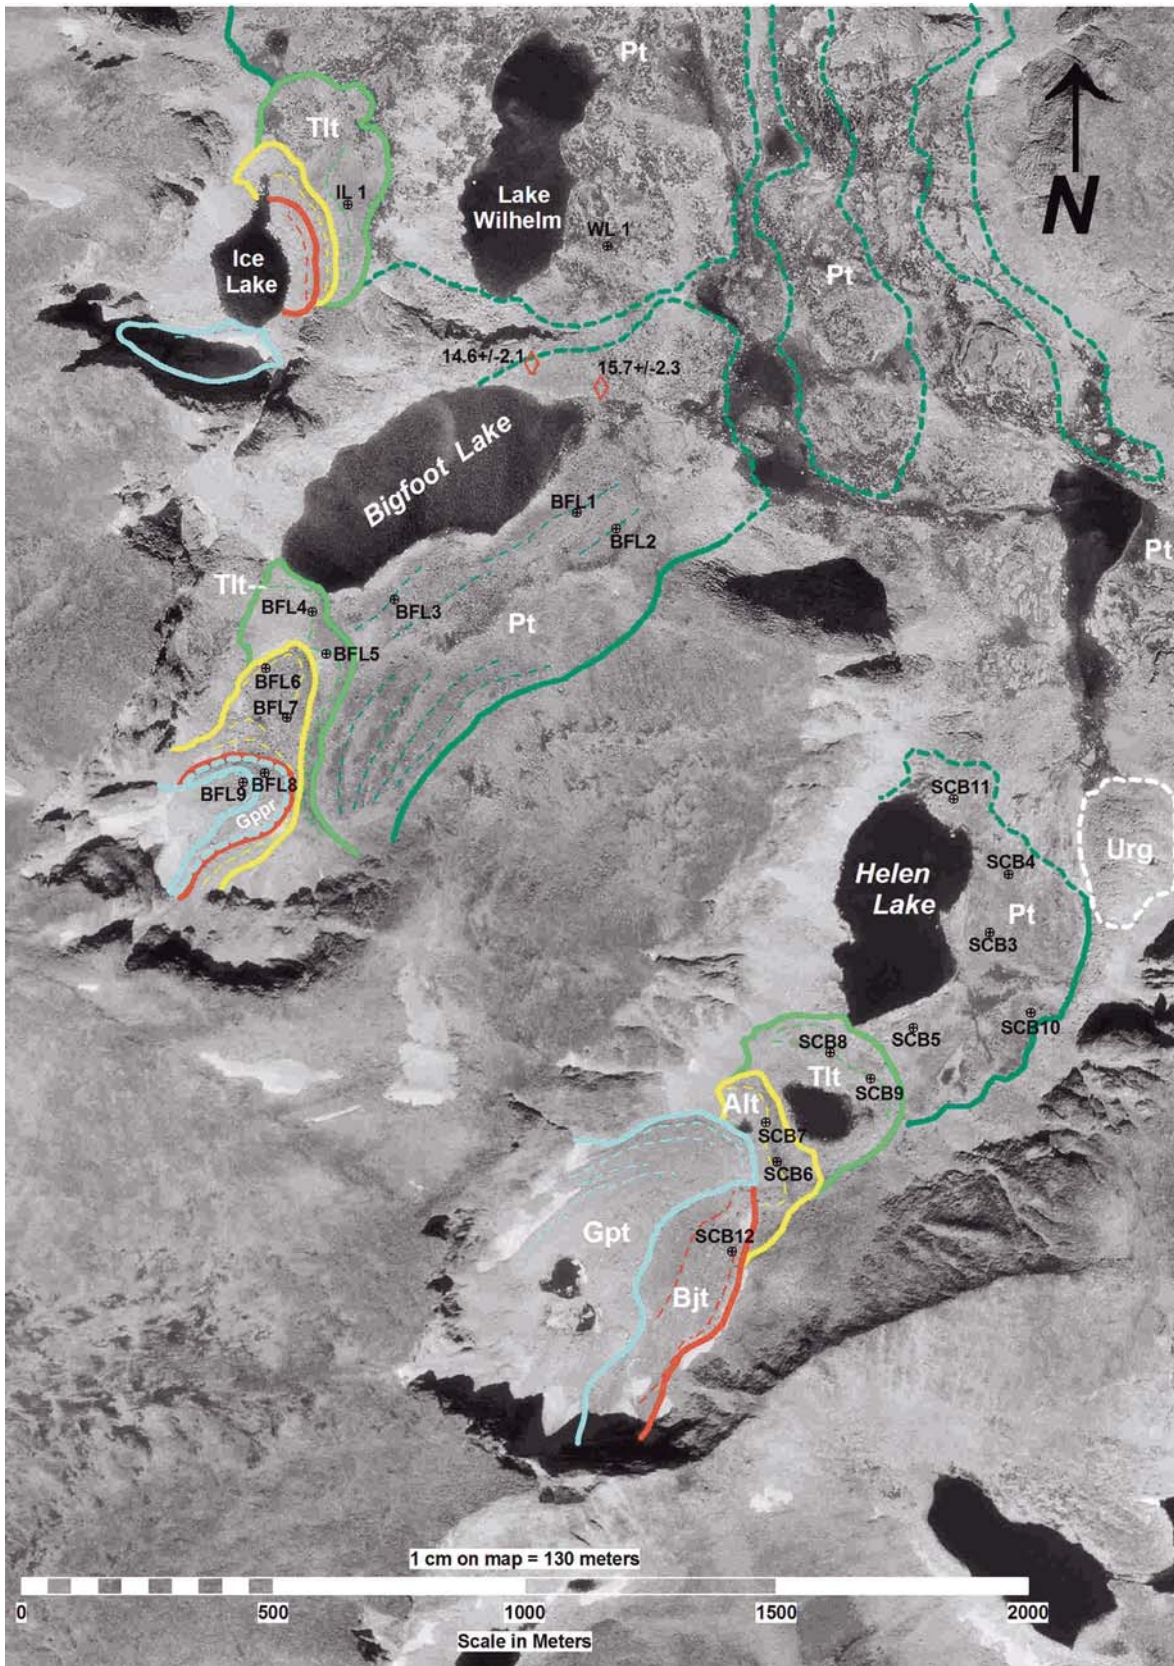 Pt
Tlt
N
IL 1
Lake
Wilhelm
WL 1
Ice
Lake
Pt
14.6+/-2.1
15.7+/-2.3
Bigfoot Lake
BFL1
BFL2
Pt
Tlt
BFL4
BFL3
Pt
BFL5
BFL6
BFL7
BFL9
BFL8
Gppr
SCB11
Urg
SCB4
Helen
Lake
Pt
SCB3
SCB10
SCB5
SCB8
Tlt
SCB9
Alt
SCB7
SCB6
Gpt
SCB12
Bjt
1 cm on map = 130 meters
0
500
1000
1500
2000
Scale in Meters